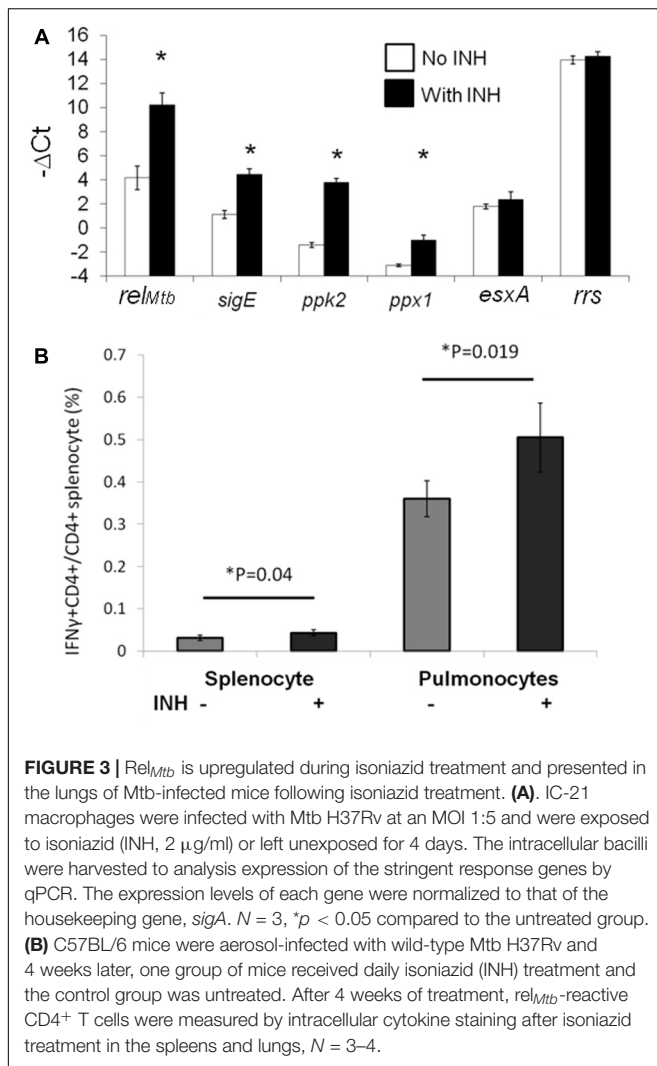 A
16
14
12
10
8
6
4
2
0
-2
-4
-ΔCt
No INH
With INH
* * * *
relMtb sigE ppk2 ppx1 esxA rrs
B
0.7
0.6
0.5
0.4
0.3
0.2
0.1
0
IFNγ+CD4+/CD4+ splenocyte (%)
*P=0.019
*P=0.04
Splenocyte Pulmonocytes
INH - + - +
FIGURE 3 | RelMtb is upregulated during isoniazid treatment and presented in
the lungs of Mtb-infected mice following isoniazid treatment. (A). IC-21
macrophages were infected with Mtb H37Rv at an MOI 1:5 and were exposed
to isoniazid (INH, 2 μg/ml) or left unexposed for 4 days. The intracellular bacilli
were harvested to analysis expression of the stringent response genes by
qPCR. The expression levels of each gene were normalized to that of the
housekeeping gene, sigA. N = 3, *p < 0.05 compared to the untreated group.
(B) C57BL/6 mice were aerosol-infected with wild-type Mtb H37Rv and
4 weeks later, one group of mice received daily isoniazid (INH) treatment and
the control group was untreated. After 4 weeks of treatment, relMtb-reactive
CD4+ T cells were measured by intracellular cytokine staining after isoniazid
treatment in the spleens and lungs, N = 3–4.